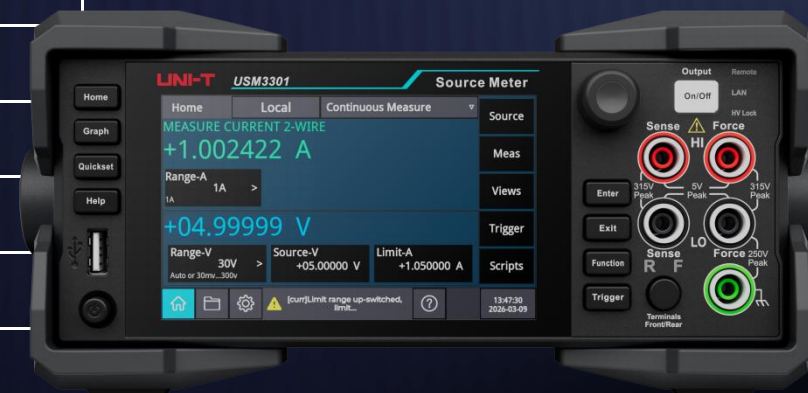 UNI-T USM3301 Source Meter
Home
Graph
Quickset
Help
Home Local Continuous Measure
MEASURE CURRENT 2-WIRE
+1.002422 A
Range-A
1A >
1A
+04.99999 V
Range-V
30V >
Auto or 30mv...300v
Source-V
+05.00000 V
Limit-A
+1.050000 A
[curr]Limit range up-switched,
limit...
?
13:47:30
2026-03-09
Source
Meas
Views
Trigger
Scripts
Enter
Exit
Function
Trigger
Output
On/Off
Remote
LAN
HV Lock
Sense Force
HI
315V
Peak
5V
Peak
315V
Peak
LO
Sense Force
R F
250V
Peak
Terminals
Front/Rear